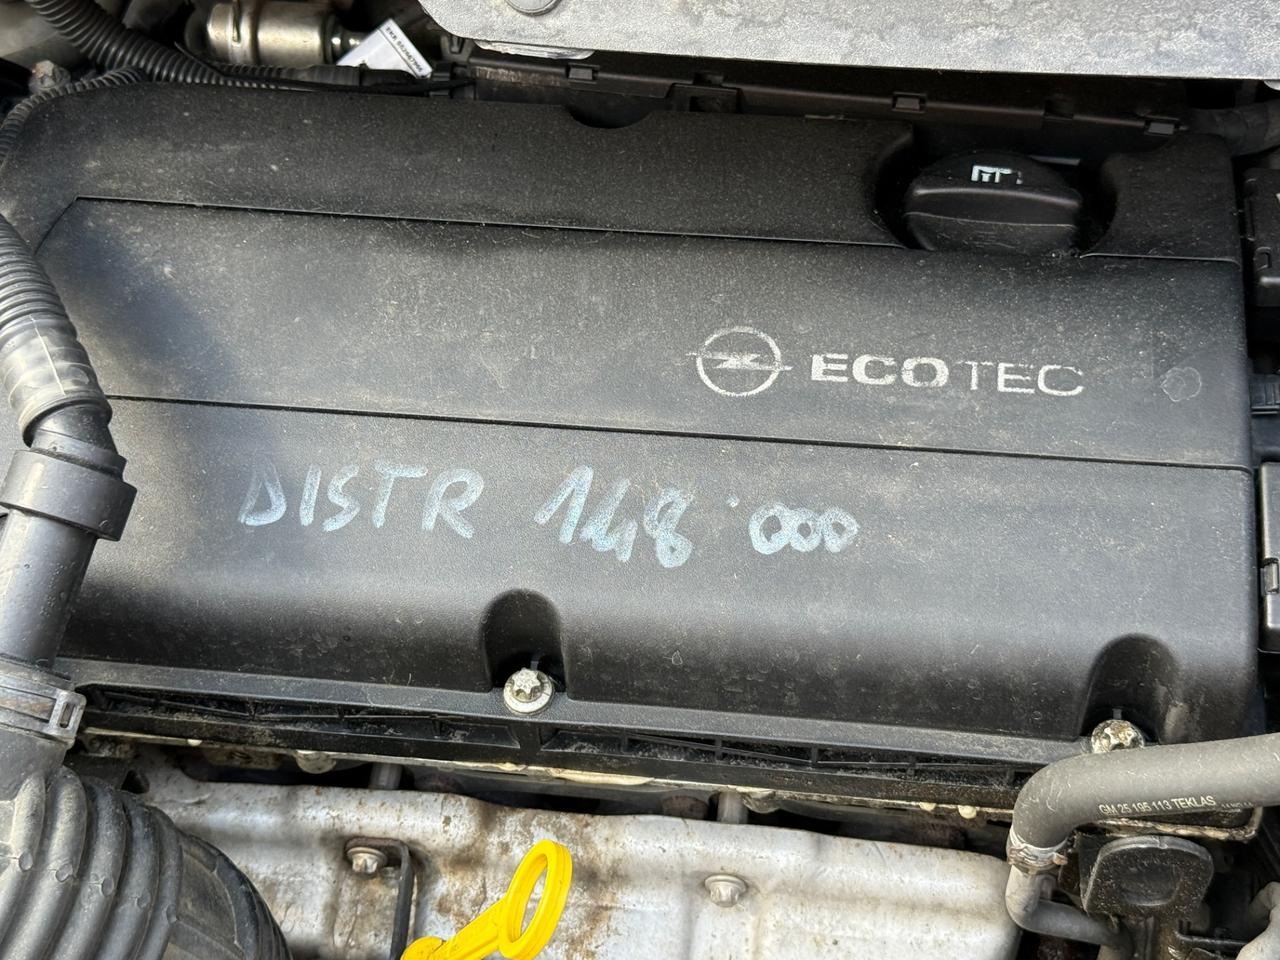 ECOTEC
DISTR 148 000
GM 25 195 113 TEKLAS